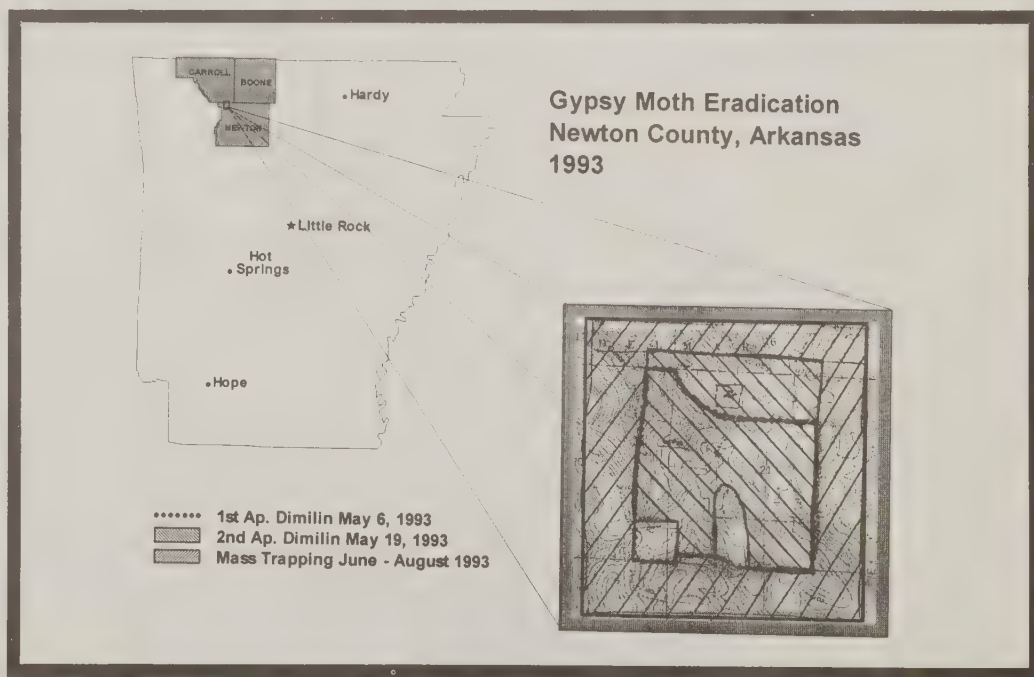 CARROLL
BOONE
NEWTON
Hardy
Little Rock
Hot
Springs
Hope
Gypsy Moth Eradication
Newton County, Arkansas
1993
16
1st Ap. Dimilin May 6, 1993
2nd Ap. Dimilin May 19, 1993
Mass Trapping June - August 1993